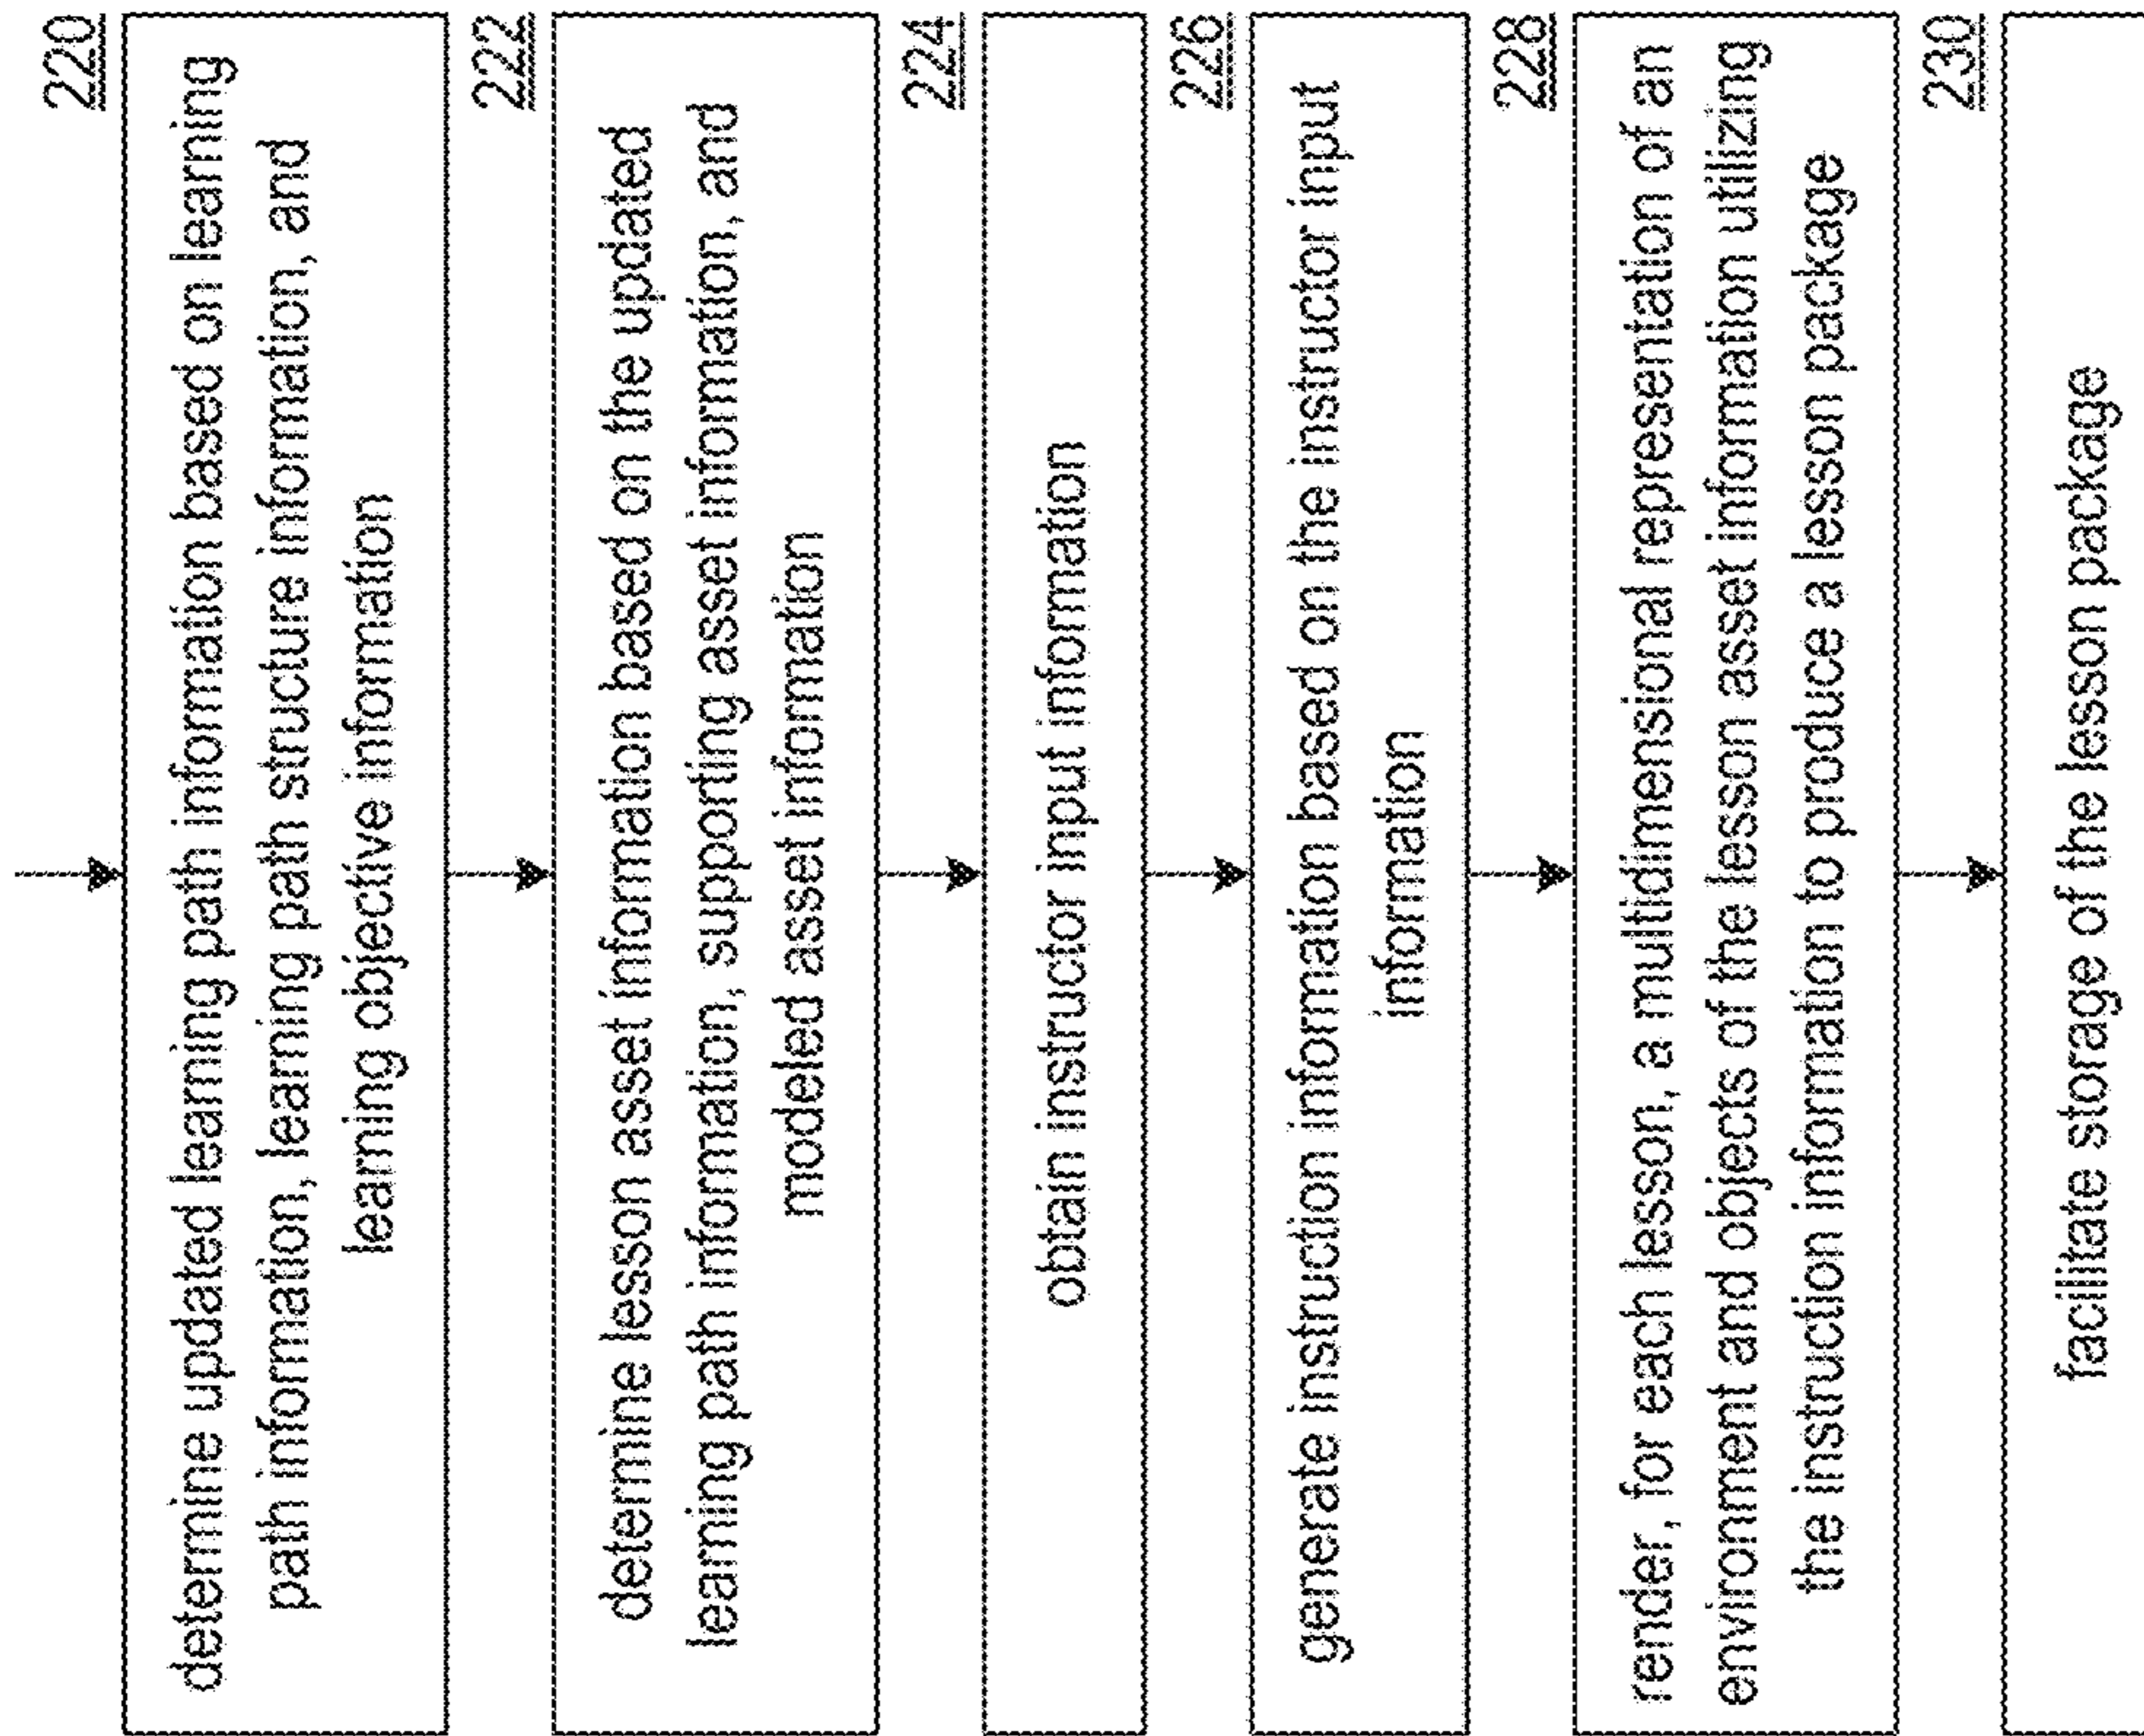 220
determine updated learning path information based on learning
path information, learning path structure information, and
learning objective information
222
determine lesson asset information based on the updated
learning path information, supporting asset information, and
modeled asset information
224
obtain instructor input information
226
generate instruction information based on the instructor input
information
228
render, for each lesson, a multidimensional representation of an
environment and objects of the lesson asset information utilizing
the instruction information to produce a lesson package
230
facilitate storage of the lesson package